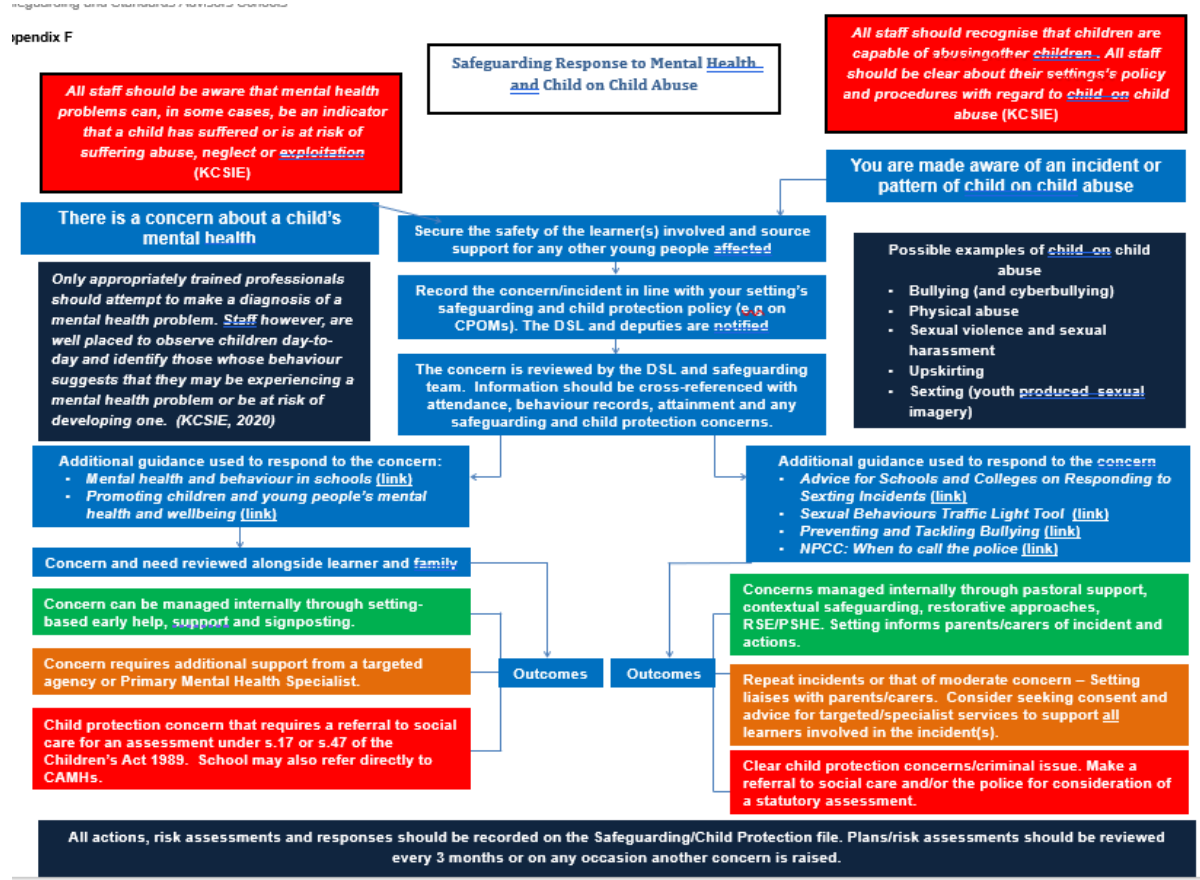 Safeguarding and Standards Advisors Schools
ppendix F
Safeguarding Response to Mental Health
and Child on Child Abuse
All staff should be aware that mental health
problems can, in some cases, be an indicator
that a child has suffered or is at risk of
suffering abuse, neglect or exploitation
(KCSIE)
All staff should recognise that children are
capable of abusingother children . All staff
should be clear about their settings's policy
and procedures with regard to child on child
abuse (KCSIE)
There is a concern about a child's
mental health
You are made aware of an incident or
pattern of child on child abuse
Secure the safety of the learner(s) involved and source
support for any other young people affected
Record the concern/incident in line with your setting's
safeguarding and child protection policy (e.g on
CPOMs). The DSL and deputies are notified
The concern is reviewed by the DSL and safeguarding
team. Information should be cross-referenced with
attendance, behaviour records, attainment and any
safeguarding and child protection concerns.
Only appropriately trained professionals
should attempt to make a diagnosis of a
mental health problem. Staff however, are
well placed to observe children day-to-
day and identify those whose behaviour
suggests that they may be experiencing a
mental health problem or be at risk of
developing one. (KCSIE, 2020)
Possible examples of child on child
abuse
• Bullying (and cyberbullying)
• Physical abuse
• Sexual violence and sexual
harassment
• Upskirting
• Sexting (youth produced sexual
imagery)
Additional guidance used to respond to the concern:
• Mental health and behaviour in schools (link)
• Promoting children and young people's mental
health and wellbeing (link)
Additional guidance used to respond to the concern
• Advice for Schools and Colleges on Responding to
Sexting Incidents (link)
• Sexual Behaviours Traffic Light Tool (link)
• Preventing and Tackling Bullying (link)
• NPCC: When to call the police (link)
Concern and need reviewed alongside learner and family
Concern can be managed internally through setting-
based early help, support and signposting.
Concern requires additional support from a targeted
agency or Primary Mental Health Specialist.
Child protection concern that requires a referral to social
care for an assessment under s.17 or s.47 of the
Children's Act 1989. School may also refer directly to
CAMHs.
Outcomes
Outcomes
Concerns managed internally through pastoral support,
contextual safeguarding, restorative approaches,
RSE/PSHE. Setting informs parents/carers of incident and
actions.
Repeat incidents or that of moderate concern – Setting
liaises with parents/carers. Consider seeking consent and
advice for targeted/specialist services to support all
learners involved in the incident(s).
Clear child protection concerns/criminal issue. Make a
referral to social care and/or the police for consideration of
a statutory assessment.
All actions, risk assessments and responses should be recorded on the Safeguarding/Child Protection file. Plans/risk assessments should be reviewed
every 3 months or on any occasion another concern is raised.